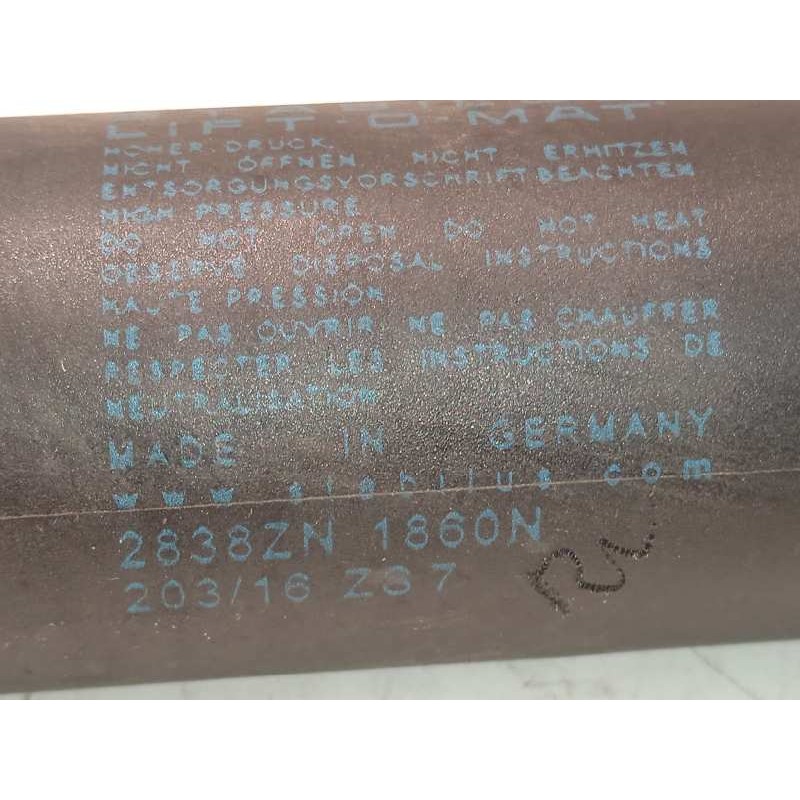 LIFT-O-MAT
HOHER DRUCK
NICHT ÖFFNEN NICHT ERHITZEN
ENTSORGUNGSVORSCHRIFT BEACHTEN
HIGH PRESSURE
DO NOT OPEN DO NOT HEAT
OBSERVE DISPOSAL INSTRUCTIONS
HAUTE PRESSION
NE PAS OUVRIR NE PAS CHAUFFER
RESPECTER LES INSTRUCTIONS DE
NEUTRALISATION
MADE IN GERMANY
www.stabilus.com
2838ZN 1860N
203/16 Z37